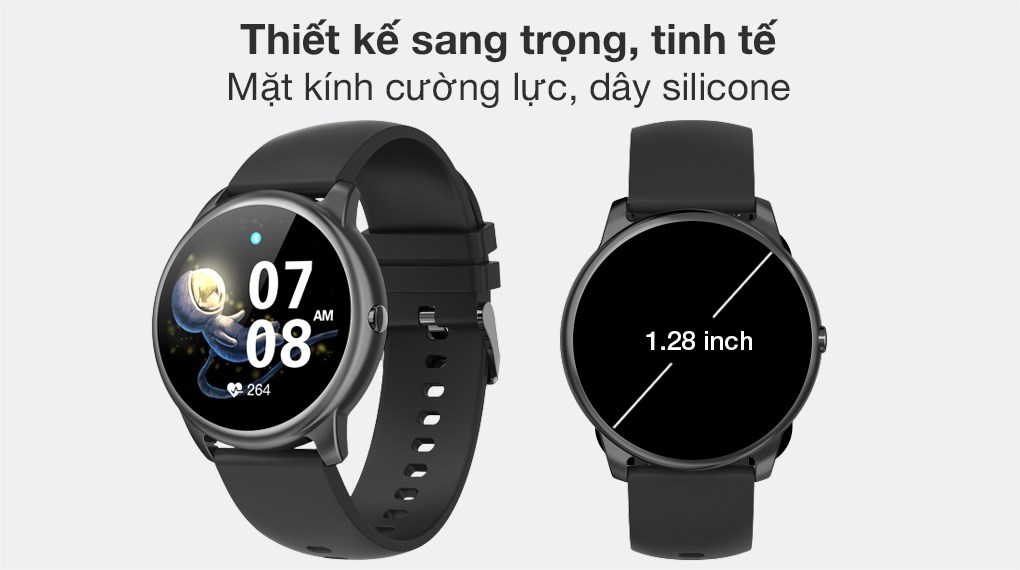 Thiết kế sang trọng, tinh tế
Mặt kính cường lực, dây silicone
07
AM
08
264
1.28 inch